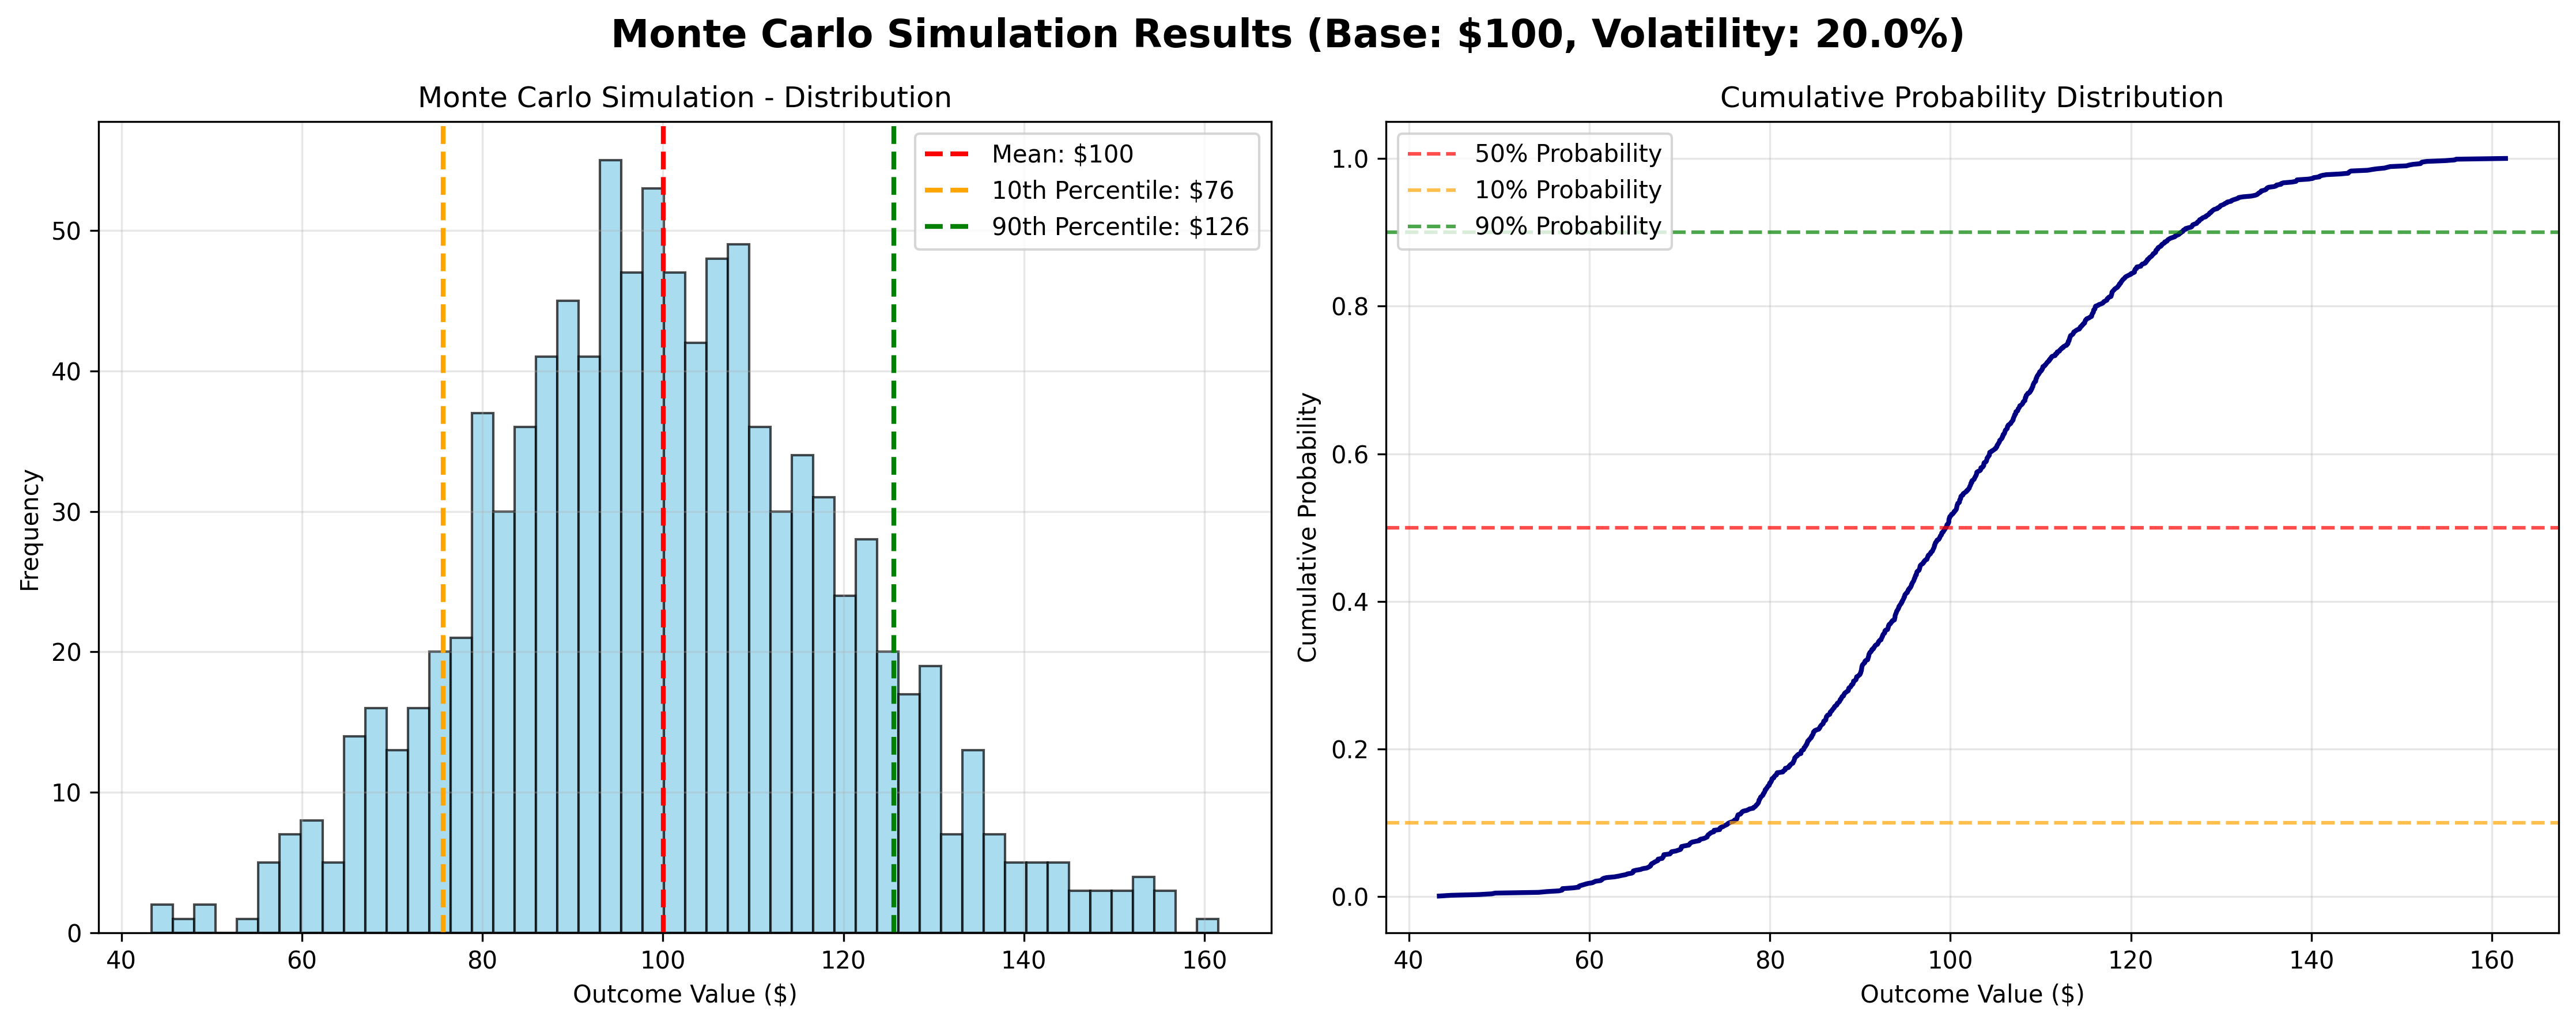 Monte Carlo Simulation Results (Base: $100, Volatility: 20.0%)
Monte Carlo Simulation - Distribution
Mean: $100
10th Percentile: $76
90th Percentile: $126
50
40
30
20
10
0
Frequency
40 60 80 100 120 140 160
Outcome Value ($)
Cumulative Probability Distribution
50% Probability
10% Probability
90% Probability
1.0
0.8
0.6
0.4
0.2
0.0
Cumulative Probability
40 60 80 100 120 140 160
Outcome Value ($)